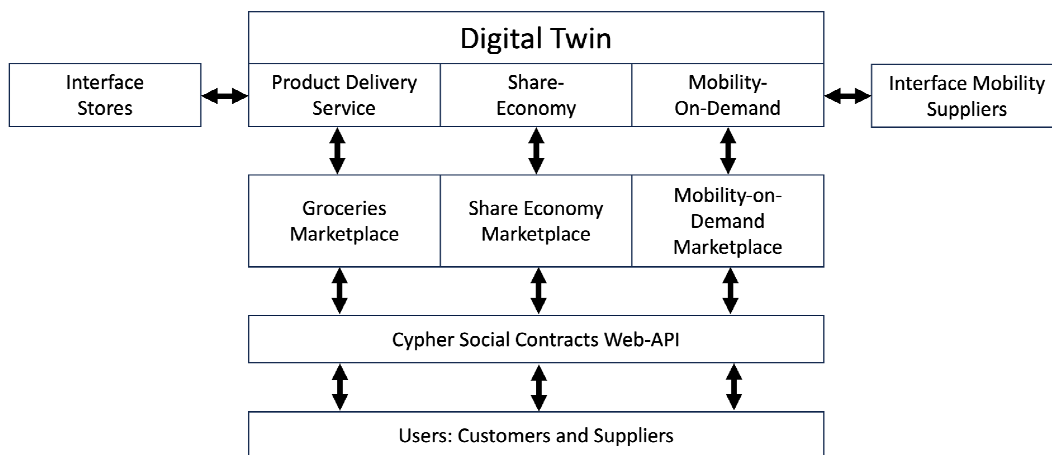 Digital Twin
Interface
Stores
Product Delivery
Service
Share-
Economy
Mobility-
On-Demand
Interface Mobility
Suppliers
Groceries
Marketplace
Share Economy
Marketplace
Mobility-on-
Demand
Marketplace
Cypher Social Contracts Web-API
Users: Customers and Suppliers